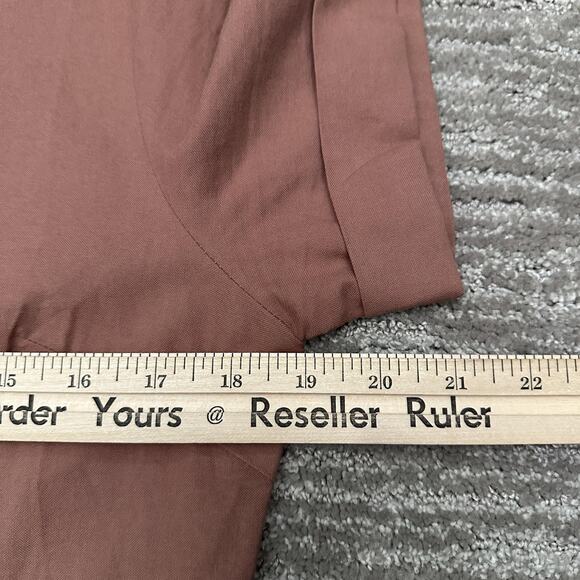 15 16 17 18 19 20 21 22
rder Yours @ Reseller Ruler